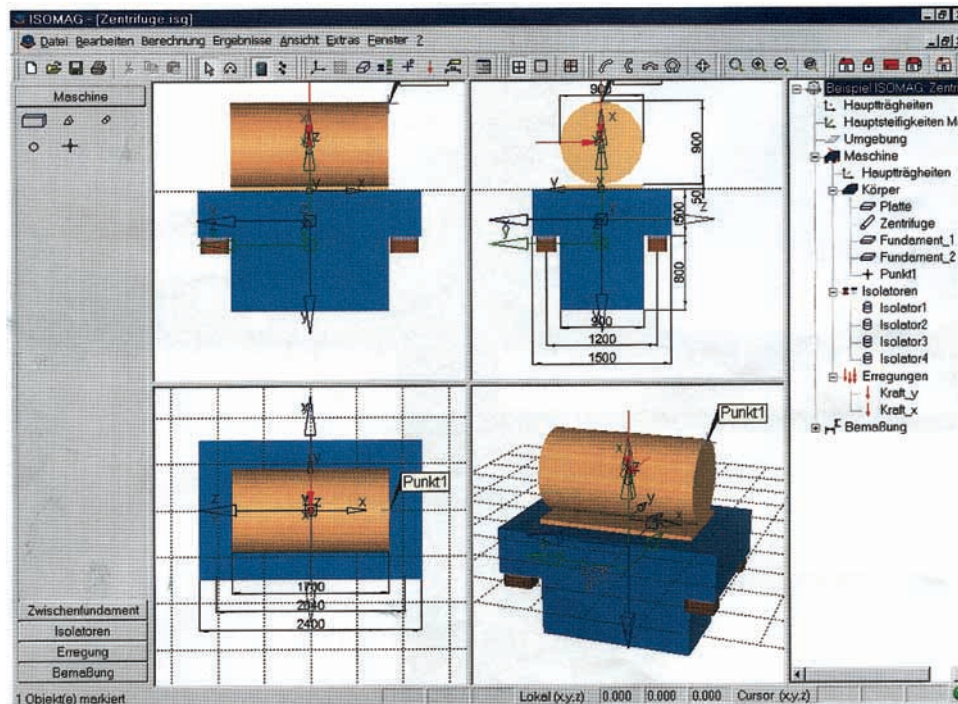 ISOMAG - [Zentrifuge.isg]
Datei Bearbeiten Berechnung Ergebnisse Ansicht Extras Fenster ?
Maschine
Zwischenfundament
Isolatoren
Erregung
Bemaßung
x
z
y
x
z
900
x
900
50
y
z
500
800
900
1200
1500
Punkt1
x
z
1700
2040
2400
Punkt1
x
y
x
Beispiel ISOMAG: Zentri
Hauptträgheiten
Hauptsteifigkeiten M
Umgebung
Maschine
Hauptträgheiten
Körper
Platte
Zentrifuge
Fundament_1
Fundament_2
Punkt1
Isolatoren
Isolator1
Isolator2
Isolator3
Isolator4
Erregungen
Kraft_y
Kraft_x
Bemaßung
1 Objekt(e) markiert Lokal (x,y,z) 0.000 0.000 0.000 Cursor (x,y,z)